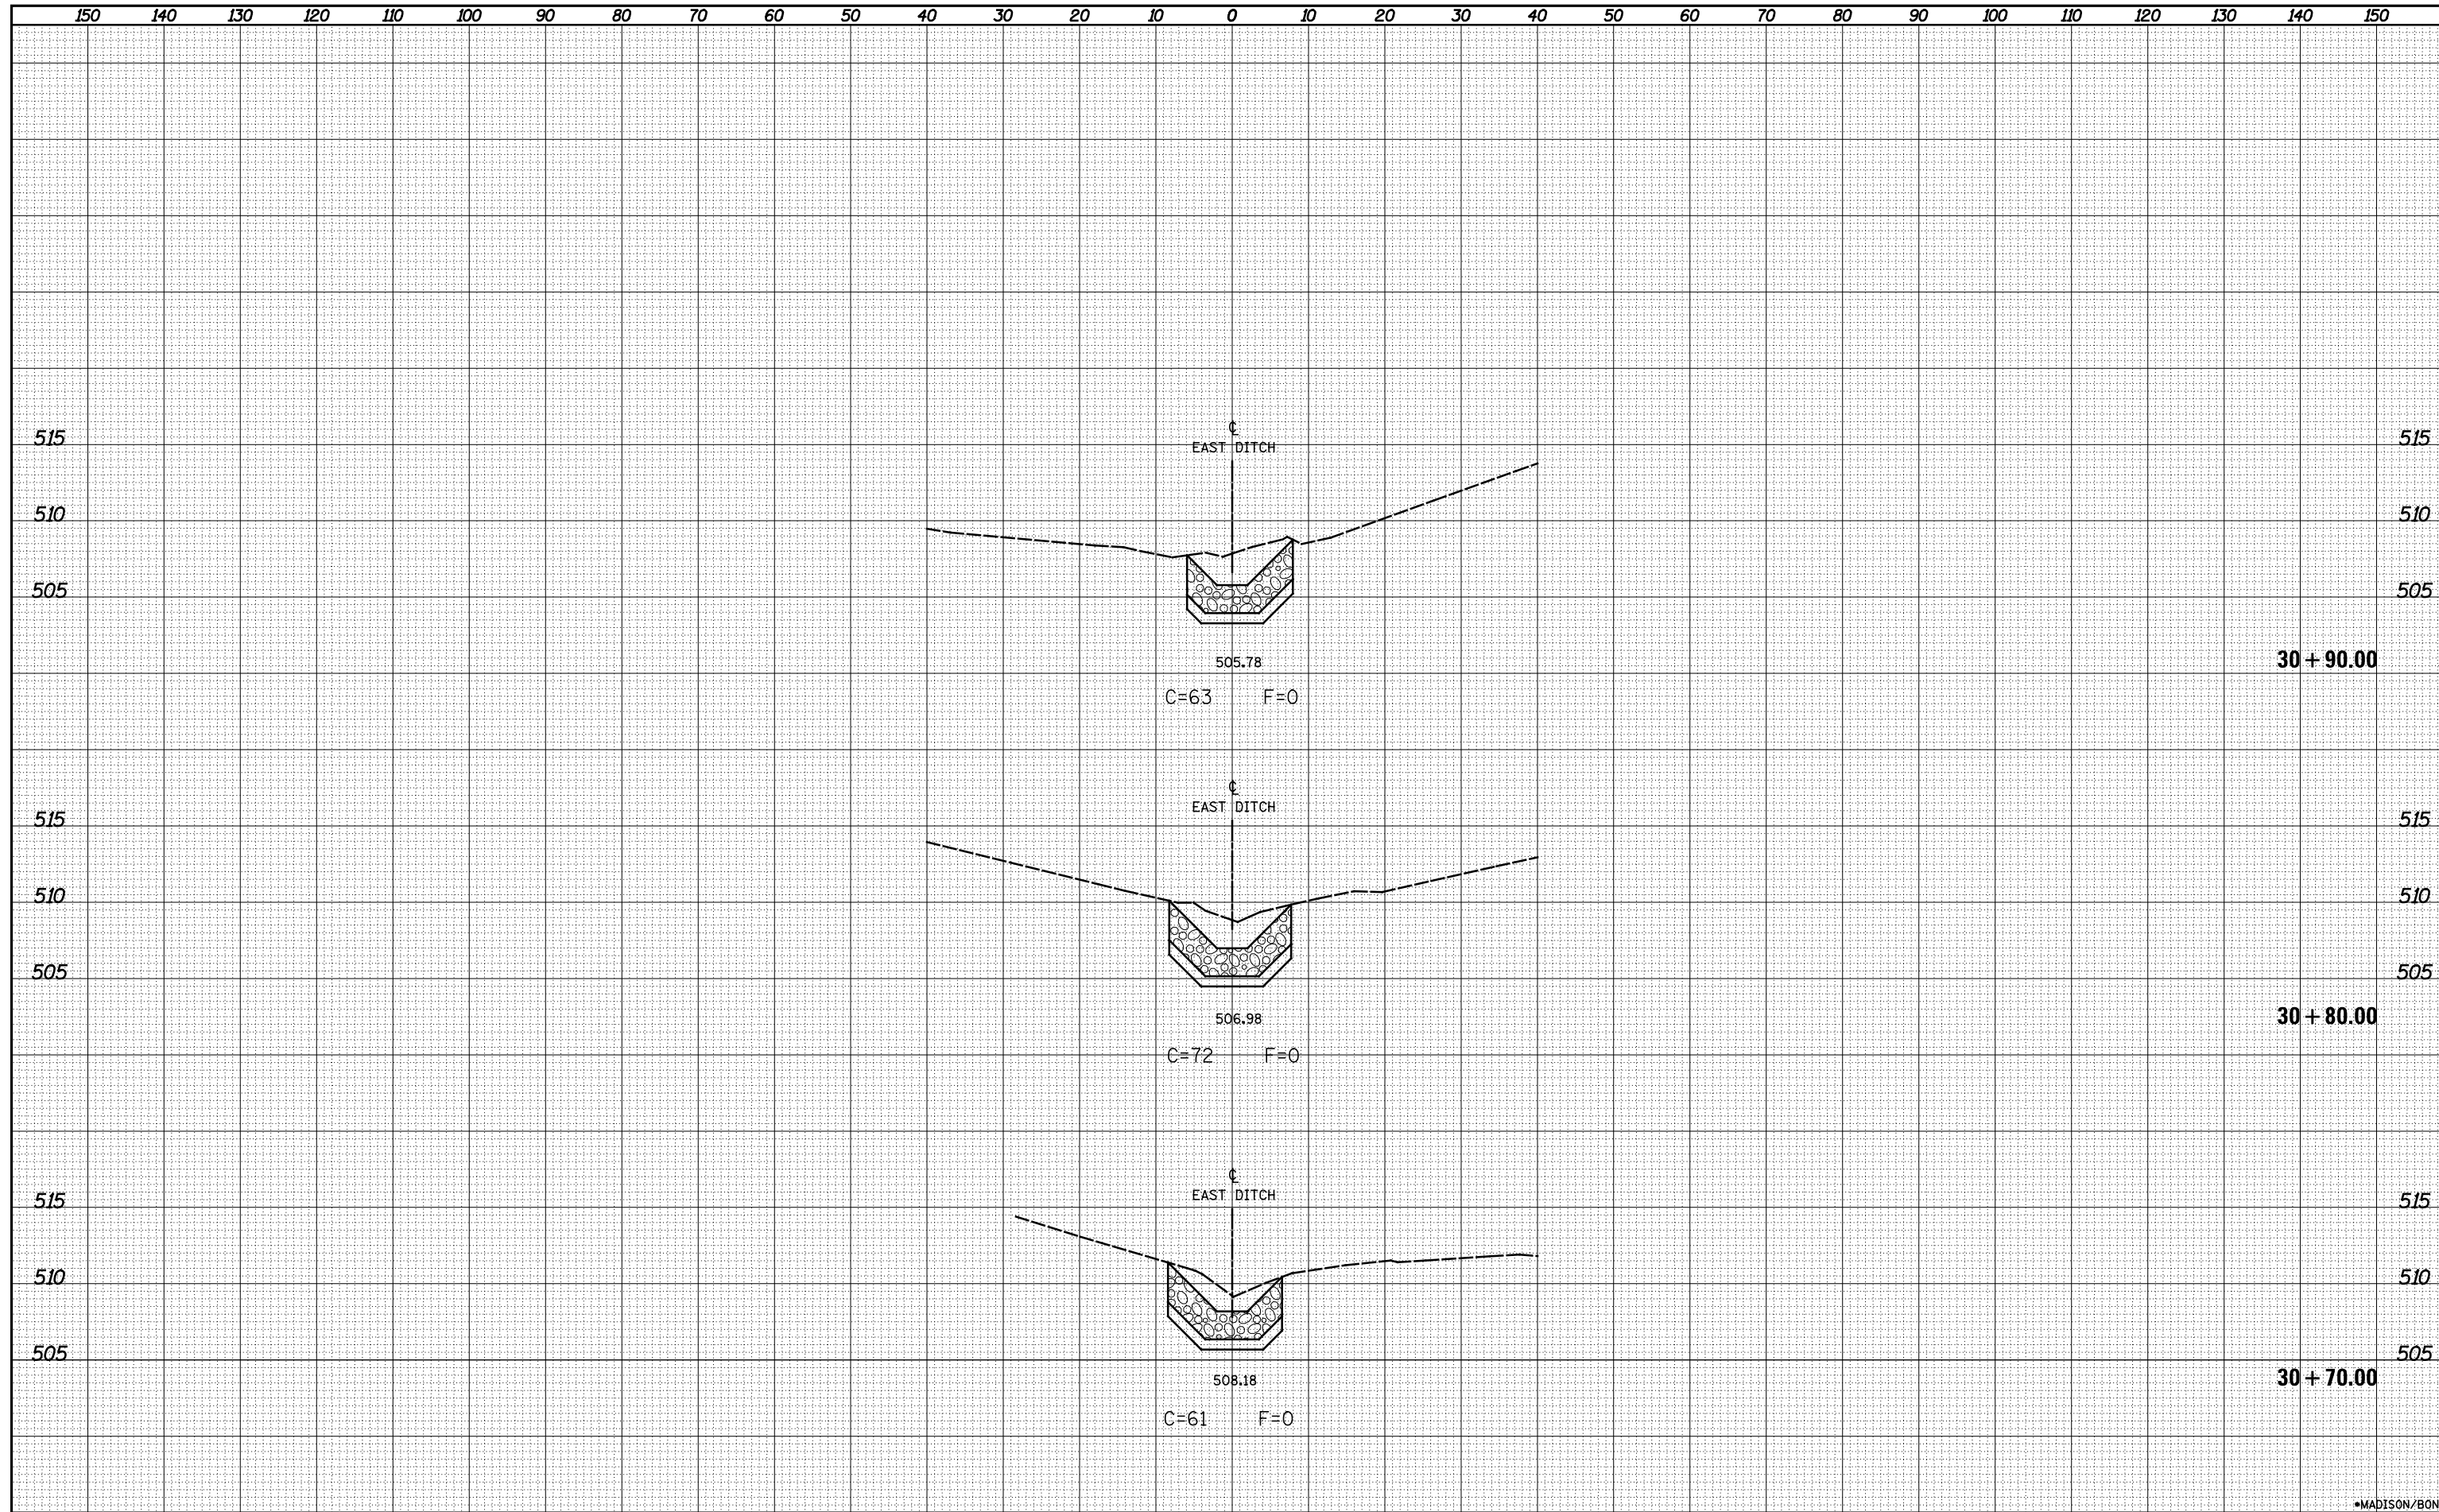 150 140 130 120 110 100 90 80 70 60 50 40 30 20 10 0 10 20 30 40 50 60 70 80 90 100 110 120 130 140 150
℄
515 EAST DITCH 515
510 510
505 505
505.78 30+90.00
C=63 F=0
℄
EAST DITCH
515 515
510 510
505 505
506.98 30+80.00
C=72 F=0
℄
515 EAST DITCH 515
510 510
505 505
508.18 30+70.00
C=61 F=0
*MADISON/BON